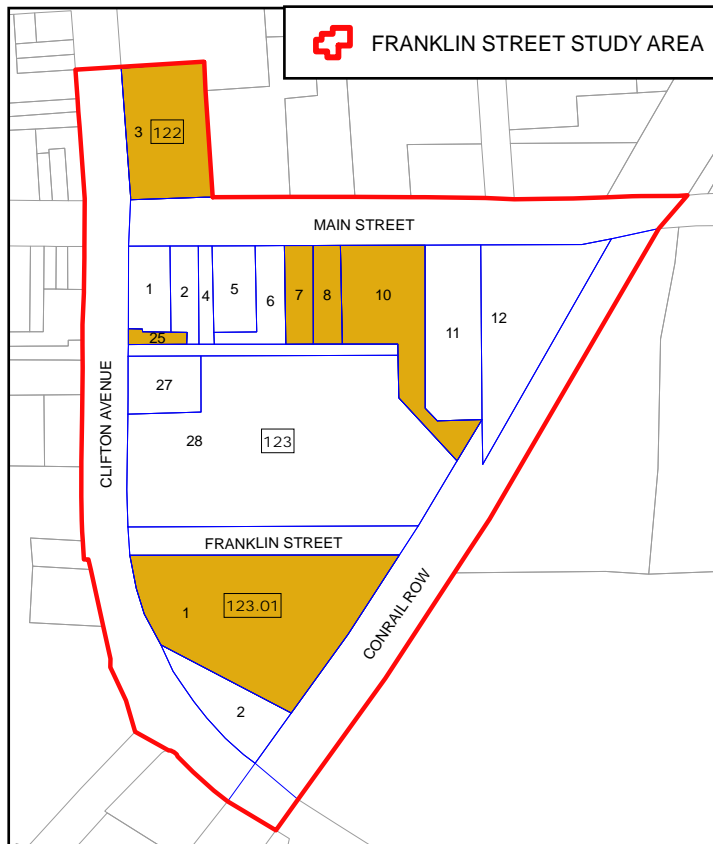 FRANKLIN STREET STUDY AREA
3 122
MAIN STREET
1 2 4 5 6 7 8 10 11 12
25
27
28 123
CLIFTON AVENUE
FRANKLIN STREET
1 123.01
CONRAIL ROW
2